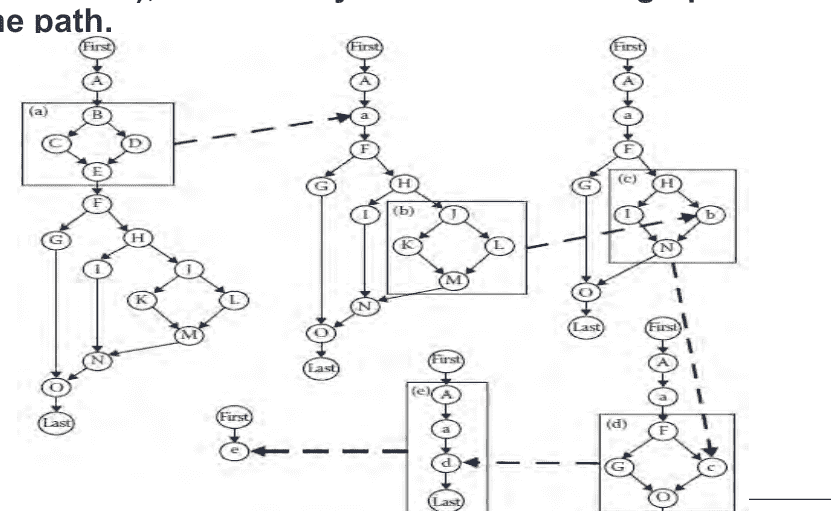 he path.
First
A
(a)
B
C
D
E
F
G
H
I
J
K
L
M
N
O
Last
First
A
a
F
G
H
I
(b)
J
K
L
M
N
O
Last
First
A
a
F
G
(c)
H
I
b
N
O
Last
First
A
a
(d)
F
G
c
O
First
(e)
A
a
d
Last
First
e